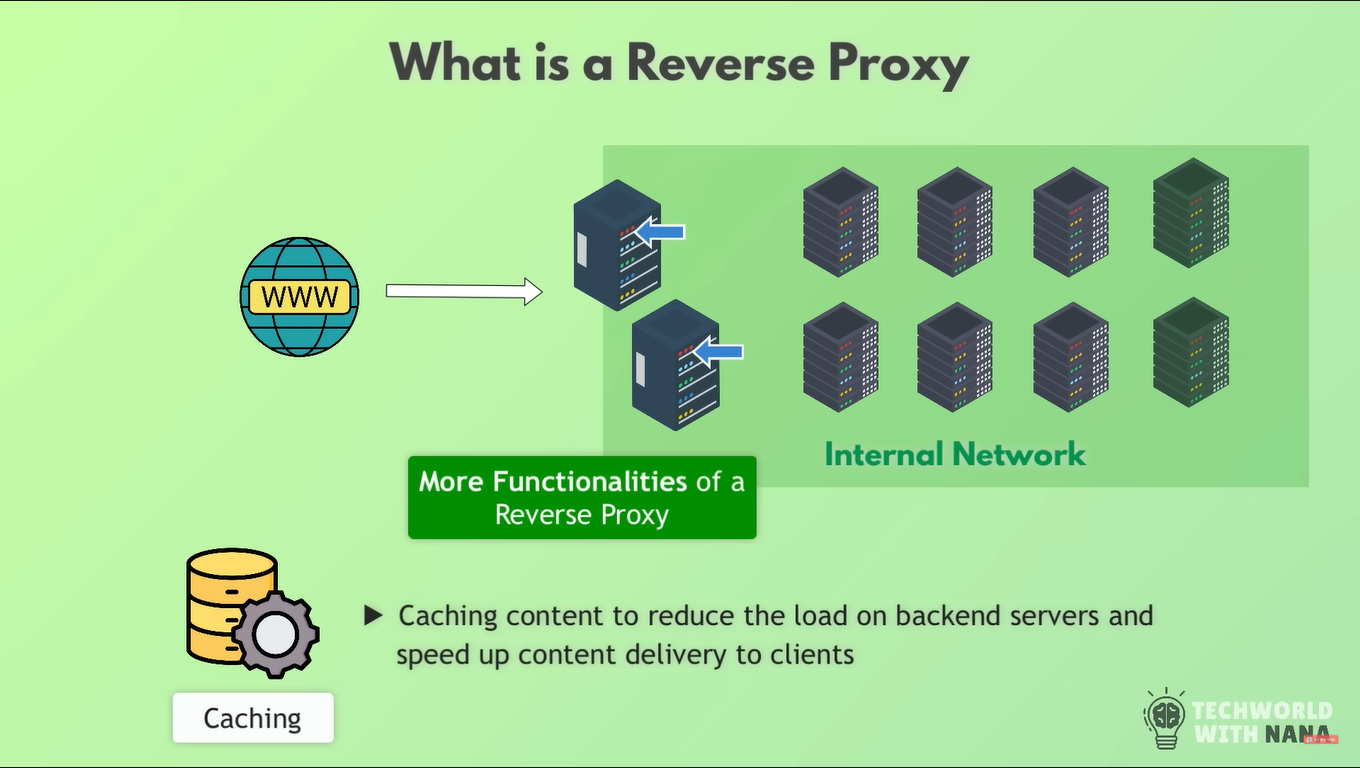 What is a Reverse Proxy
WWW
Internal Network
More Functionalities of a
Reverse Proxy
► Caching content to reduce the load on backend servers and
speed up content delivery to clients
Caching
TECHWORLD
WITH NANA